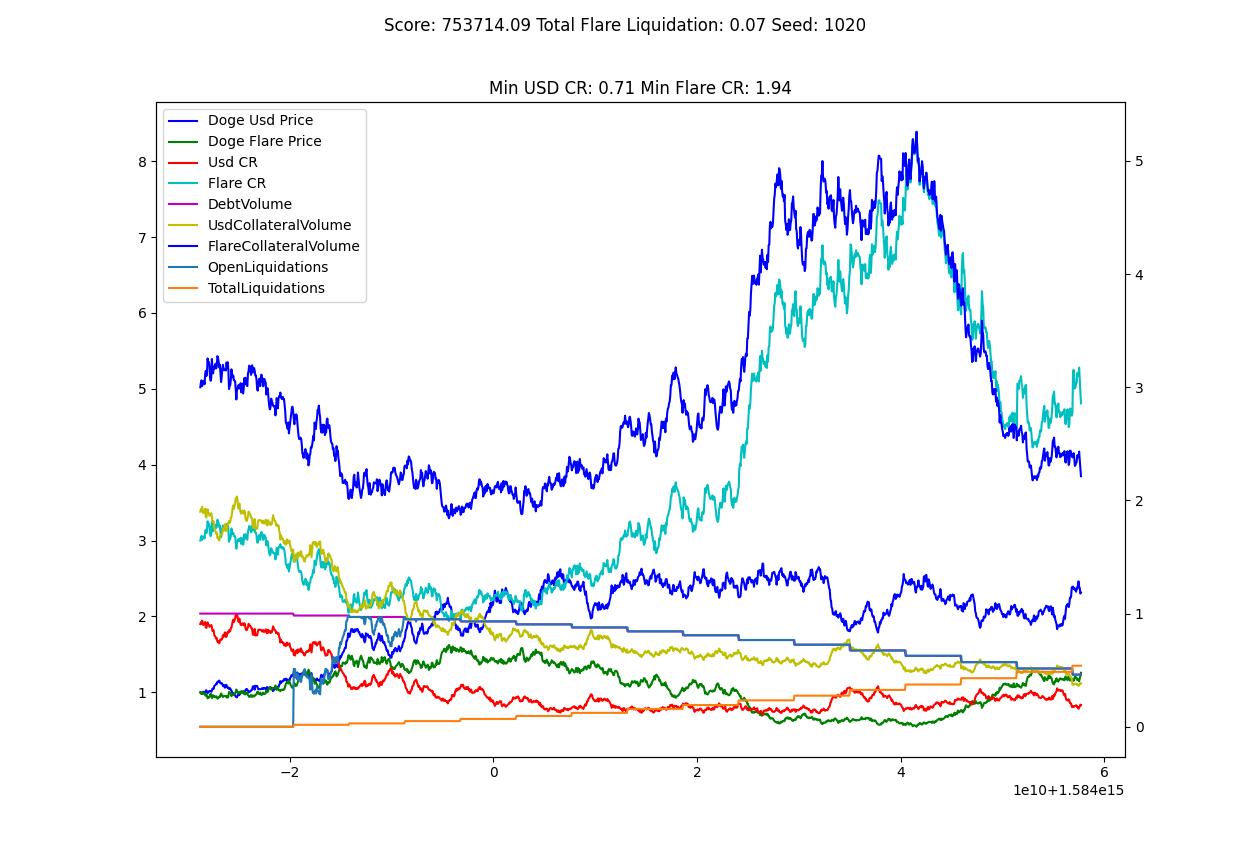 Score: 753714.09 Total Flare Liquidation: 0.07 Seed: 1020
Min USD CR: 0.71 Min Flare CR: 1.94
Doge Usd Price
Doge Flare Price
Usd CR
Flare CR
DebtVolume
UsdCollateralVolume
FlareCollateralVolume
OpenLiquidations
TotalLiquidations
8
7
6
5
4
3
2
1
5
4
3
2
1
0
−2
0
2
4
6
1e10+1.584e15